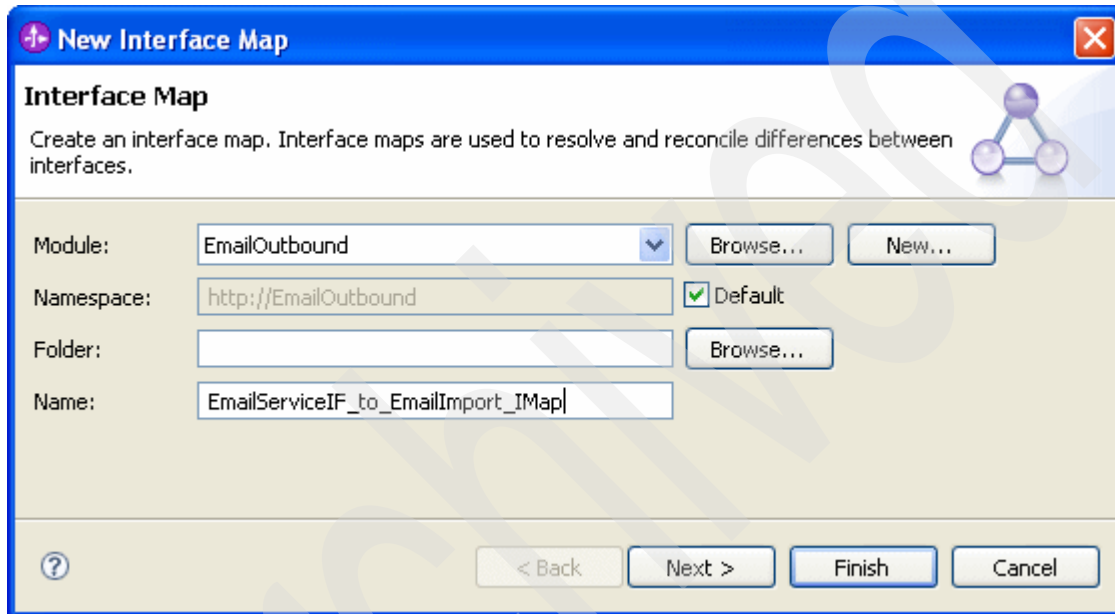 New Interface Map
Interface Map
Create an interface map. Interface maps are used to resolve and reconcile differences between
interfaces.
Module: EmailOutbound Browse... New...
Namespace: http://EmailOutbound Default
Folder: Browse...
Name: EmailServiceIF_to_EmailImport_IMap
? < Back Next > Finish Cancel